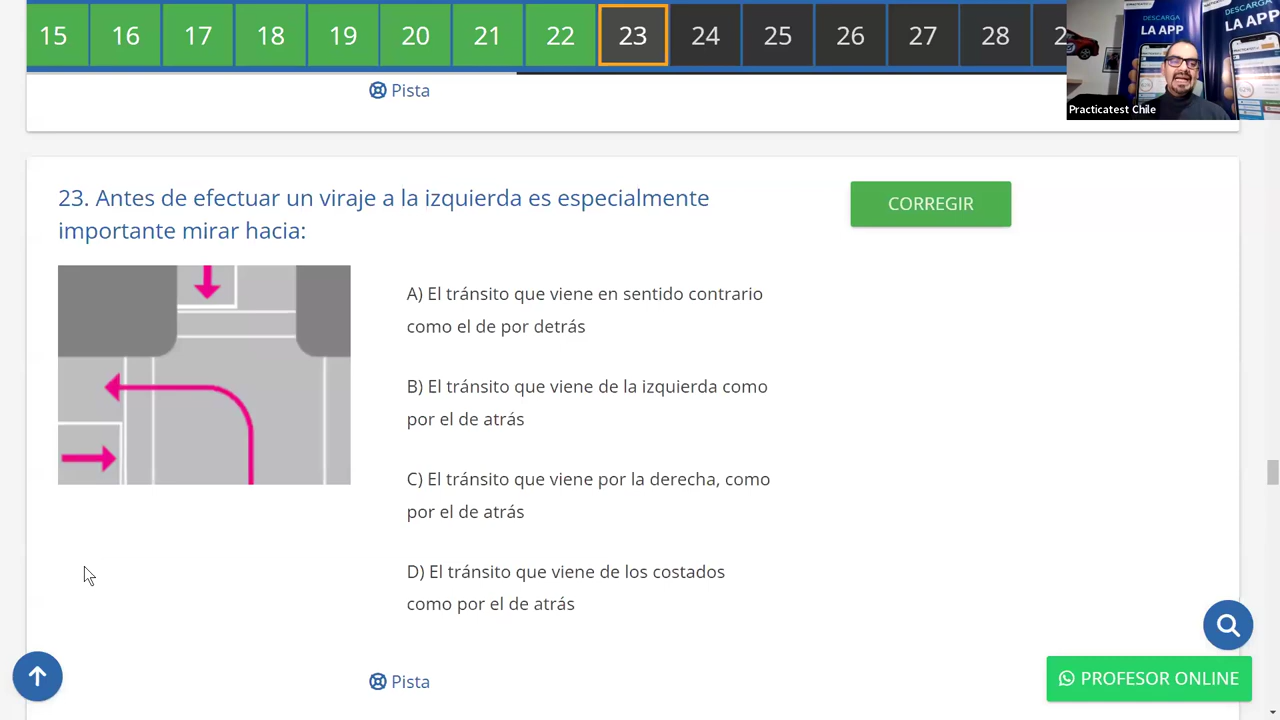 15 16 17 18 19 20 21 22 23 24 25 26 27 28 2
DESCARGA
LA APP
DESCARGA
LA APP
Practicatest Chile
Pista
23. Antes de efectuar un viraje a la izquierda es especialmente
importante mirar hacia:
CORREGIR
A) El tránsito que viene en sentido contrario
como el de por detrás
B) El tránsito que viene de la izquierda como
por el de atrás
C) El tránsito que viene por la derecha, como
por el de atrás
D) El tránsito que viene de los costados
como por el de atrás
Pista
PROFESOR ONLINE